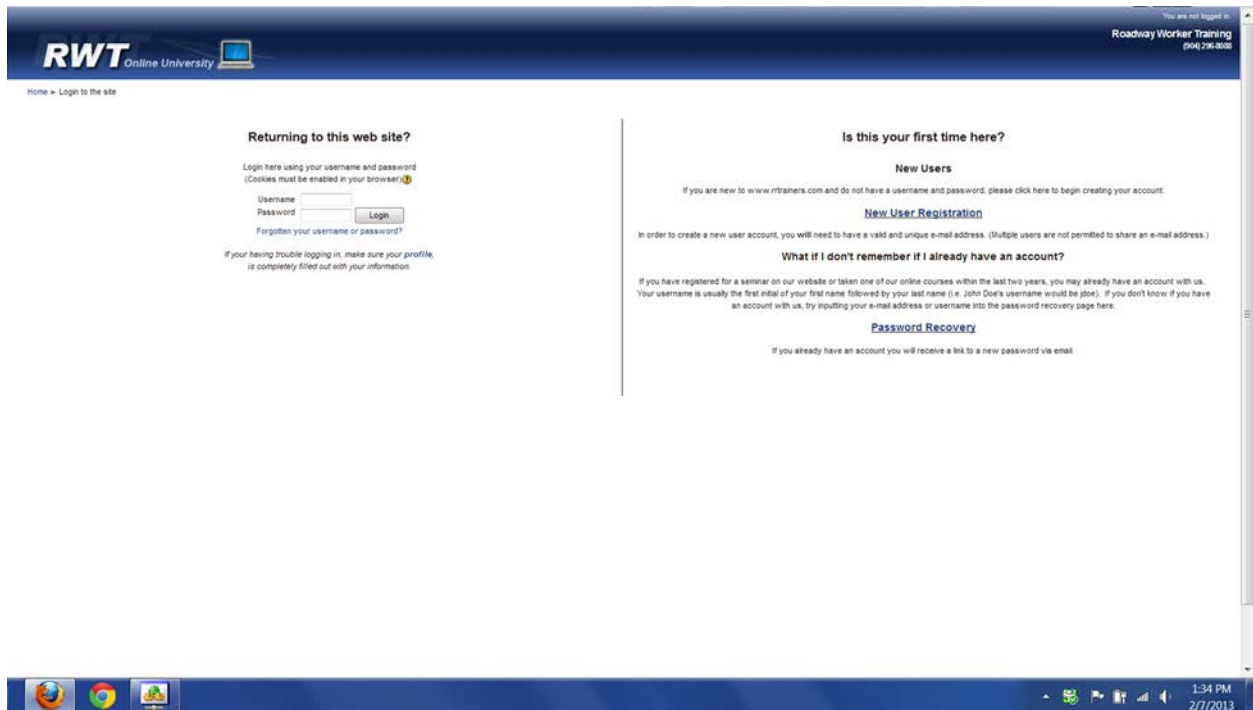 You are not logged in.
Roadway Worker Training
(904) 296-8088
RWT Online University
Home ► Login to the site
Returning to this web site?
Login here using your username and password
(Cookies must be enabled in your browser)
Username
Password
Login
Forgotten your username or password?
If your having trouble logging in, make sure your profile,
is completely filled out with your information.
Is this your first time here?
New Users
If you are new to www.rrtrainers.com and do not have a username and password, please click here to begin creating your account:
New User Registration
In order to create a new user account, you will need to have a valid and unique e-mail address. (Multiple users are not permitted to share an e-mail address.)
What if I don't remember if I already have an account?
If you have registered for a seminar on our website or taken one of our online courses within the last two years, you may already have an account with us.
Your username is usually the first initial of your first name followed by your last name (i.e. John Doe's username would be jdoe). If you don't know if you have
an account with us, try inputting your e-mail address or username into the password recovery page here:
Password Recovery
If you already have an account you will receive a link to a new password via email
1:34 PM
2/7/2013